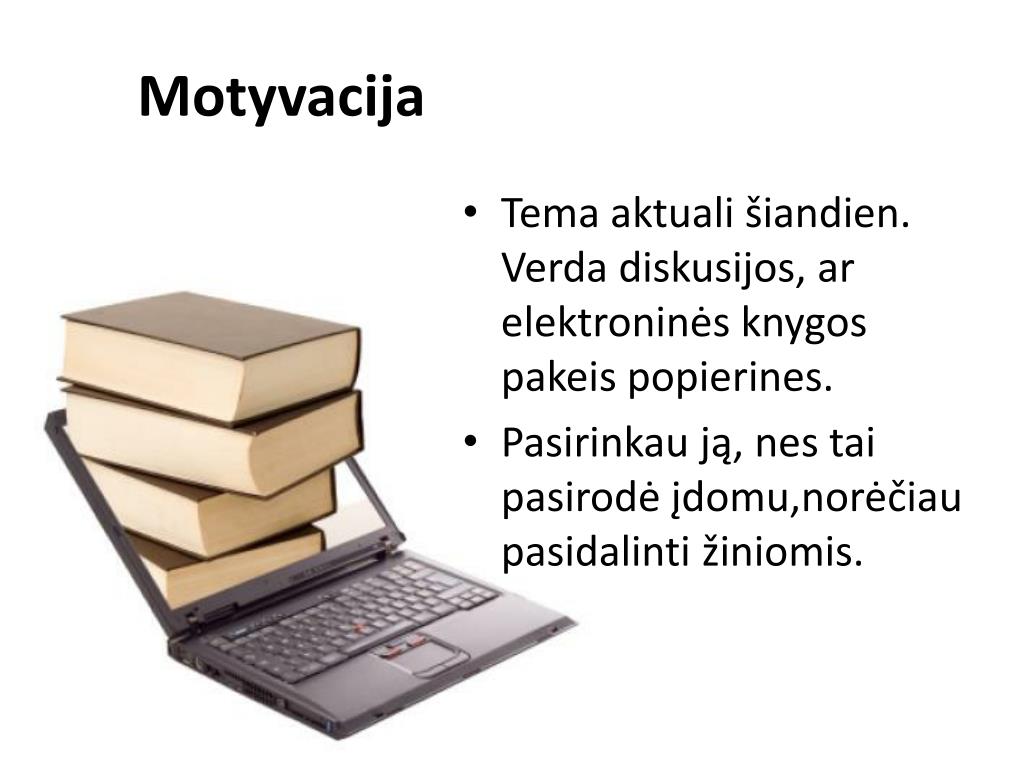 Motyvacija
• Tema aktuali šiandien.
Verda diskusijos, ar
elektroninės knygos
pakeis popierines.
• Pasirinkau ją, nes tai
pasirodė įdomu,norėčiau
pasidalinti žiniomis.